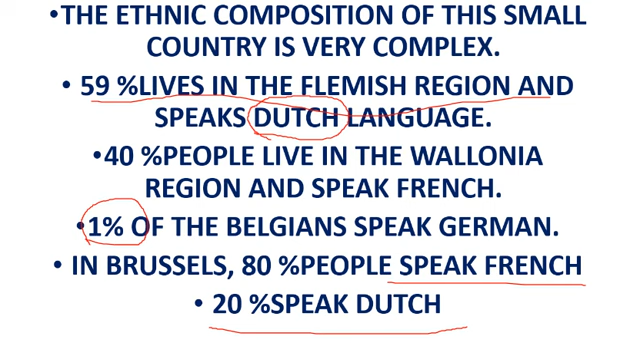 •THE ETHNIC COMPOSITION OF THIS SMALL
COUNTRY IS VERY COMPLEX.
• 59 %LIVES IN THE FLEMISH REGION AND
SPEAKS DUTCH LANGUAGE.
•40 %PEOPLE LIVE IN THE WALLONIA
REGION AND SPEAK FRENCH.
•1% OF THE BELGIANS SPEAK GERMAN.
• IN BRUSSELS, 80 %PEOPLE SPEAK FRENCH
• 20 %SPEAK DUTCH